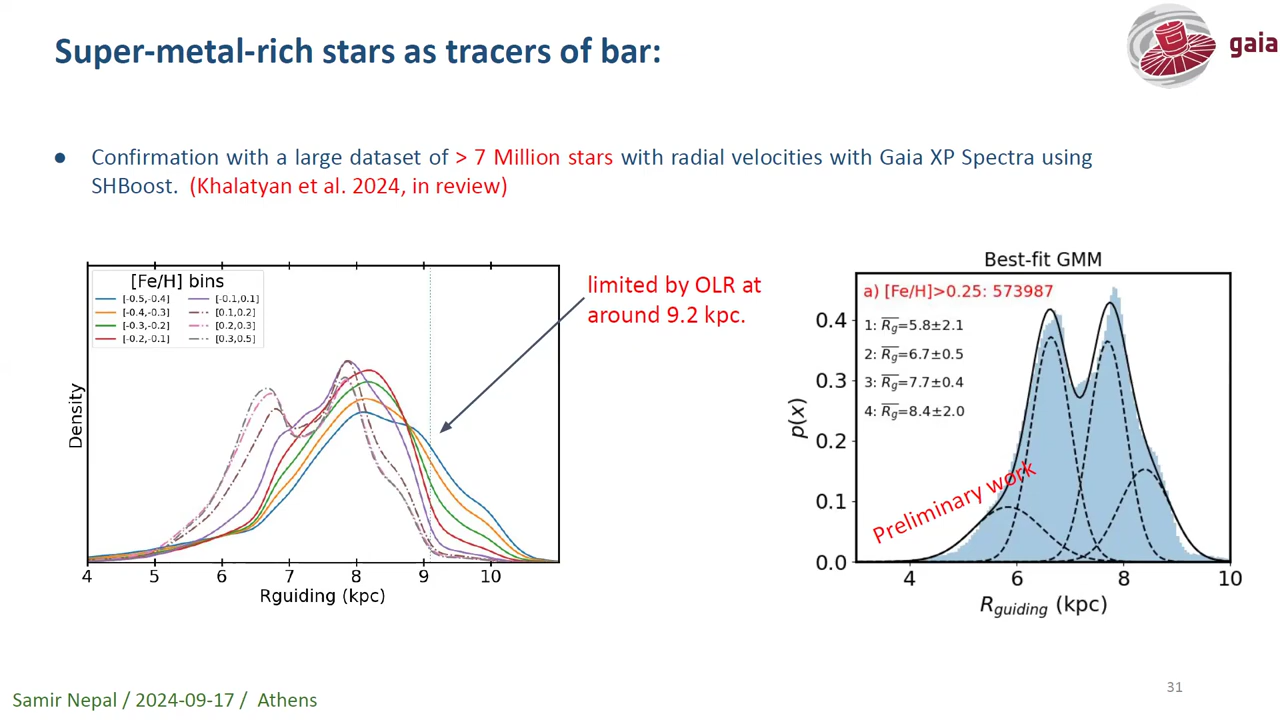 Super-metal-rich stars as tracers of bar:
gaia
● Confirmation with a large dataset of > 7 Million stars with radial velocities with Gaia XP Spectra using
SHBoost. (Khalatyan et al. 2024, in review)
[Fe/H] bins
[-0.5,-0.4] [-0.1,0.1]
[-0.4,-0.3] [0.1,0.2]
[-0.3,-0.2] [0.2,0.3]
[-0.2,-0.1] [0.3,0.5]
Density
4 5 6 7 8 9 10
Rguiding (kpc)
limited by OLR at
around 9.2 kpc.
Best-fit GMM
a) [Fe/H]>0.25: 573987
1: R̅g=5.8±2.1
2: R̅g=6.7±0.5
3: R̅g=7.7±0.4
4: R̅g=8.4±2.0
Preliminary work
p(x)
0.4
0.3
0.2
0.1
0.0
4 6 8 10
Rguiding (kpc)
Samir Nepal / 2024-09-17 / Athens
31